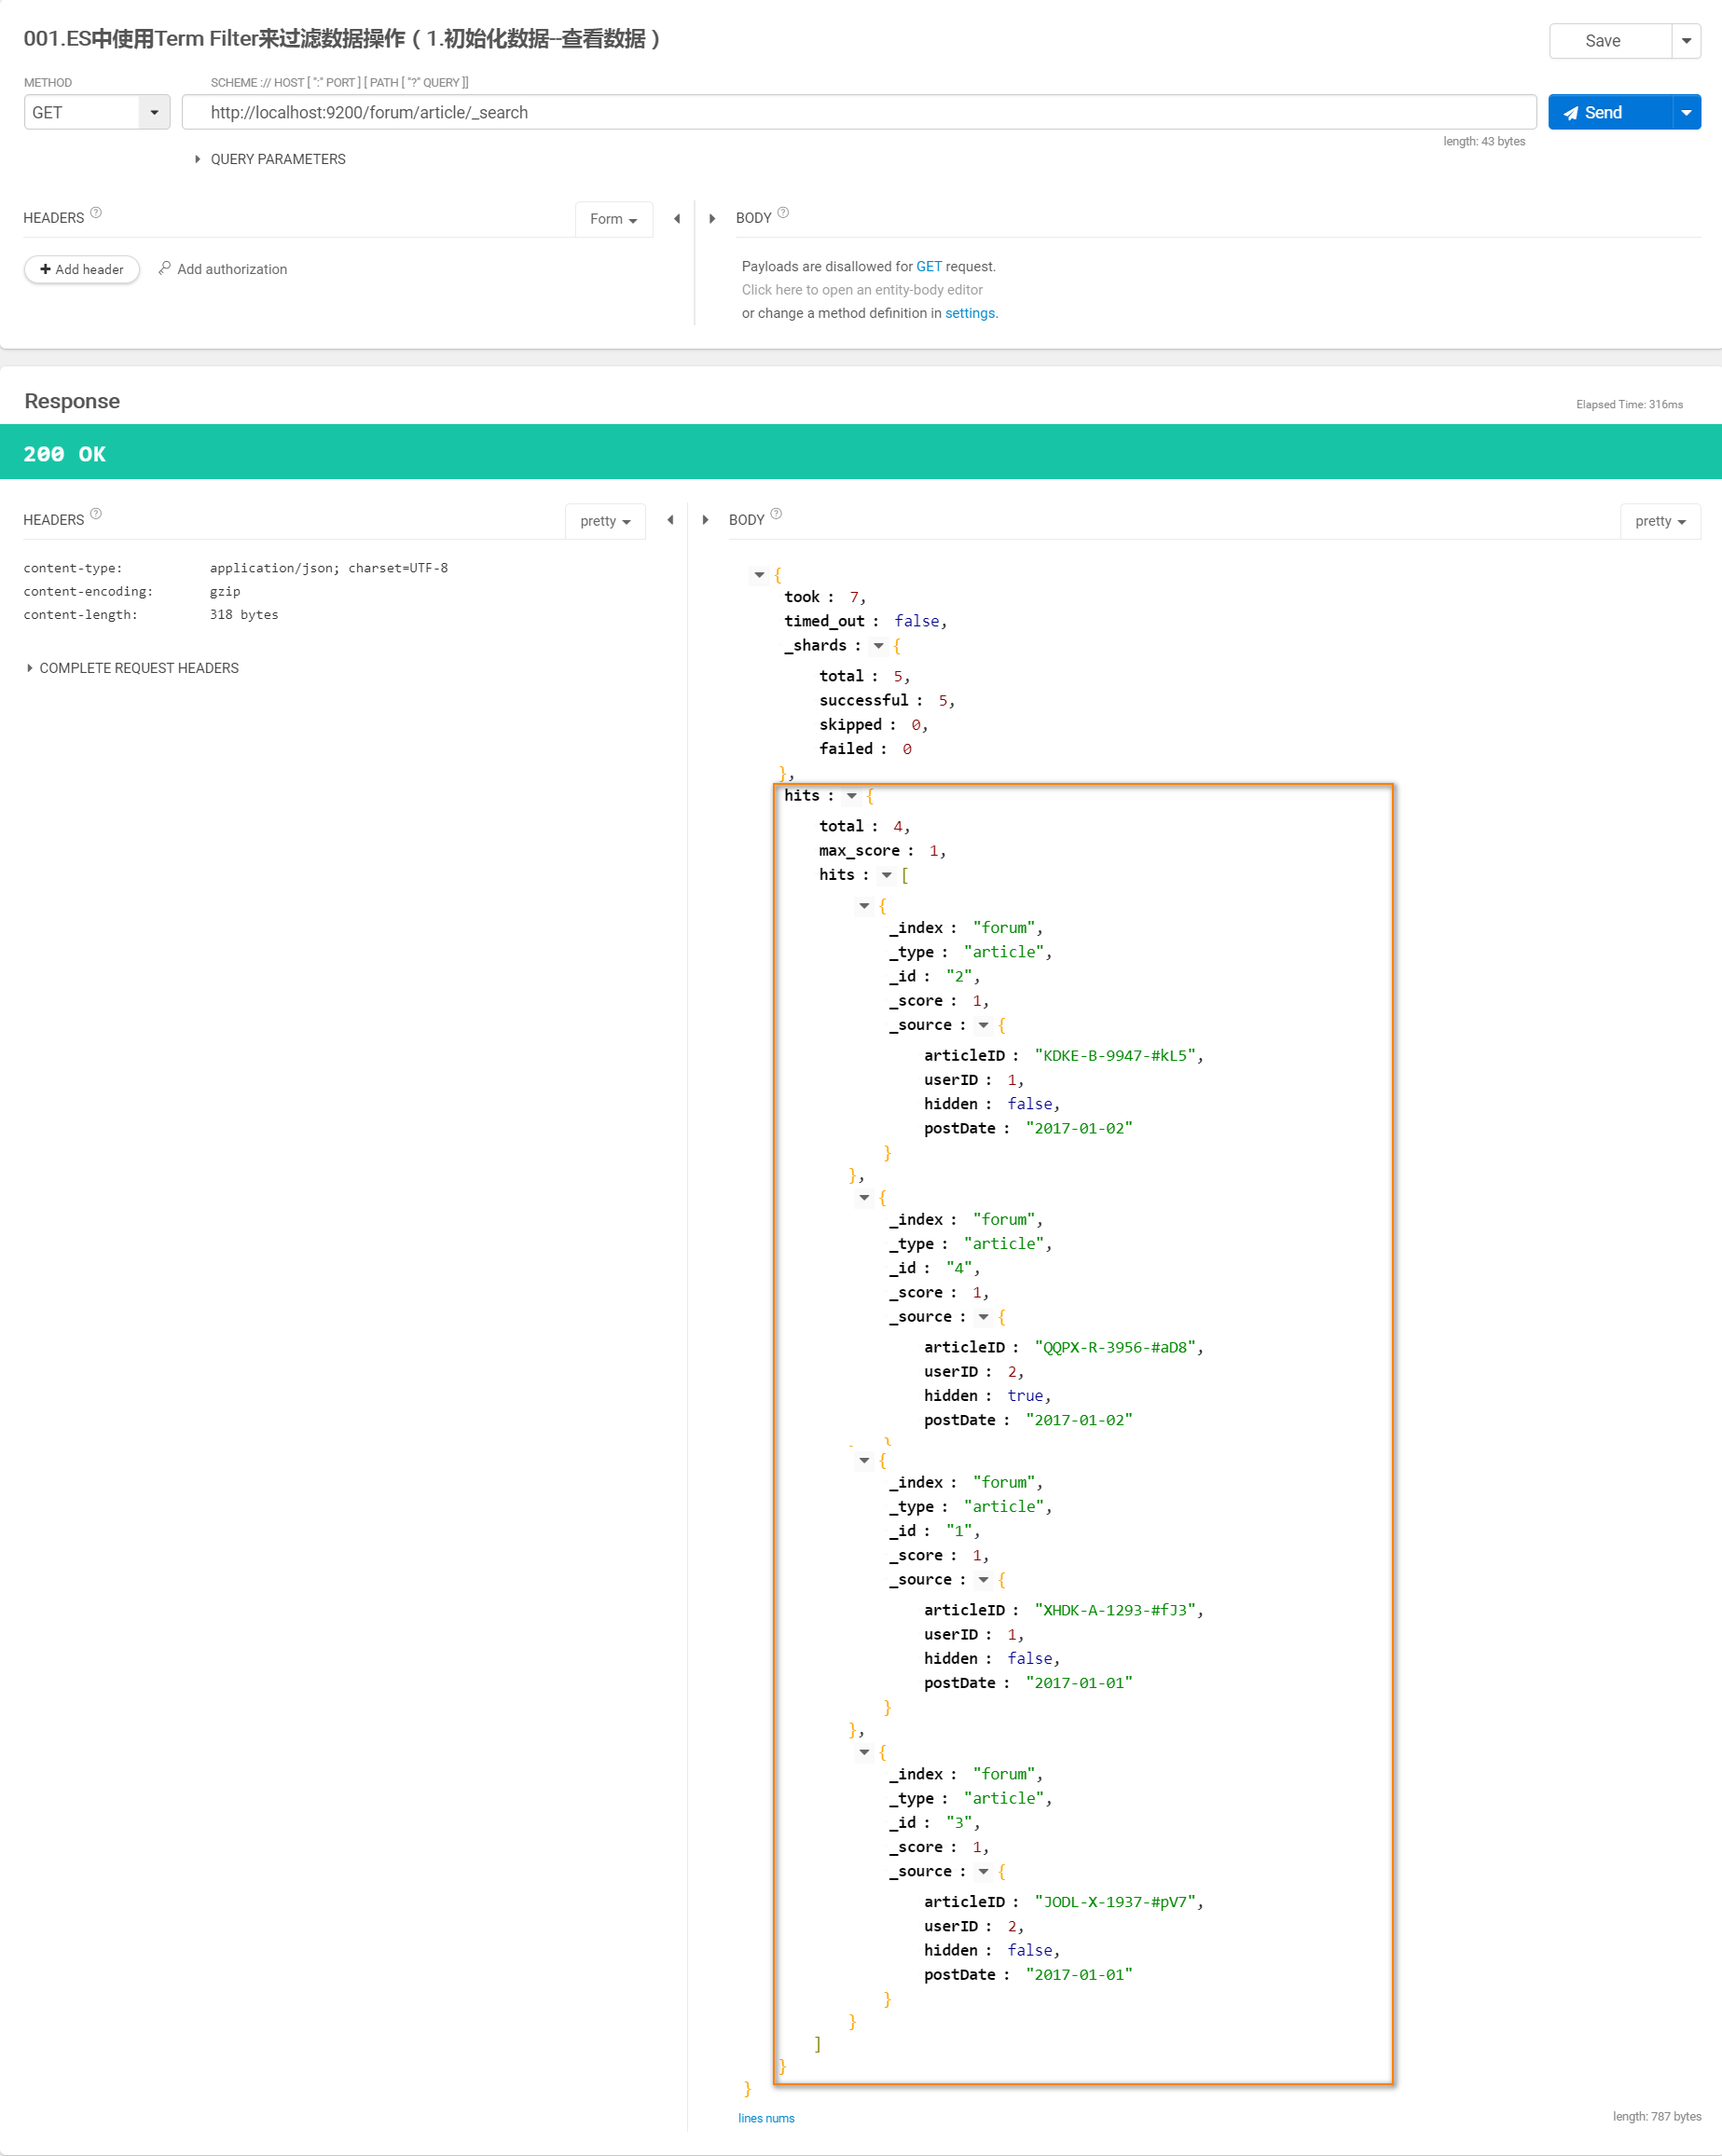 001.ES中使用Term Filter来过滤数据操作（1.初始化数据--查看数据）
Save
METHOD
SCHEME :// HOST [ ":" PORT ] [ PATH [ "?" QUERY ]]
GET
http://localhost:9200/forum/article/_search
Send
length: 43 bytes
QUERY PARAMETERS
HEADERS ?
Form
BODY ?
Add header
Add authorization
Payloads are disallowed for GET request.
Click here to open an entity-body editor
or change a method definition in settings.
Response
Elapsed Time: 316ms
200 OK
HEADERS ?
pretty
BODY ?
pretty
content-type: application/json; charset=UTF-8
content-encoding: gzip
content-length: 318 bytes
COMPLETE REQUEST HEADERS
{
took : 7,
timed_out : false,
_shards : {
total : 5,
successful : 5,
skipped : 0,
failed : 0
},
hits : {
total : 4,
max_score : 1,
hits : [
{
_index : "forum",
_type : "article",
_id : "2",
_score : 1,
_source : {
articleID : "KDKE-B-9947-#kL5",
userID : 1,
hidden : false,
postDate : "2017-01-02"
}
},
{
_index : "forum",
_type : "article",
_id : "4",
_score : 1,
_source : {
articleID : "QQPX-R-3956-#aD8",
userID : 2,
hidden : true,
postDate : "2017-01-02"
}
{
_index : "forum",
_type : "article",
_id : "1",
_score : 1,
_source : {
articleID : "XHDK-A-1293-#fJ3",
userID : 1,
hidden : false,
postDate : "2017-01-01"
}
},
{
_index : "forum",
_type : "article",
_id : "3",
_score : 1,
_source : {
articleID : "JODL-X-1937-#pV7",
userID : 2,
hidden : false,
postDate : "2017-01-01"
}
}
]
}
}
lines nums
length: 787 bytes